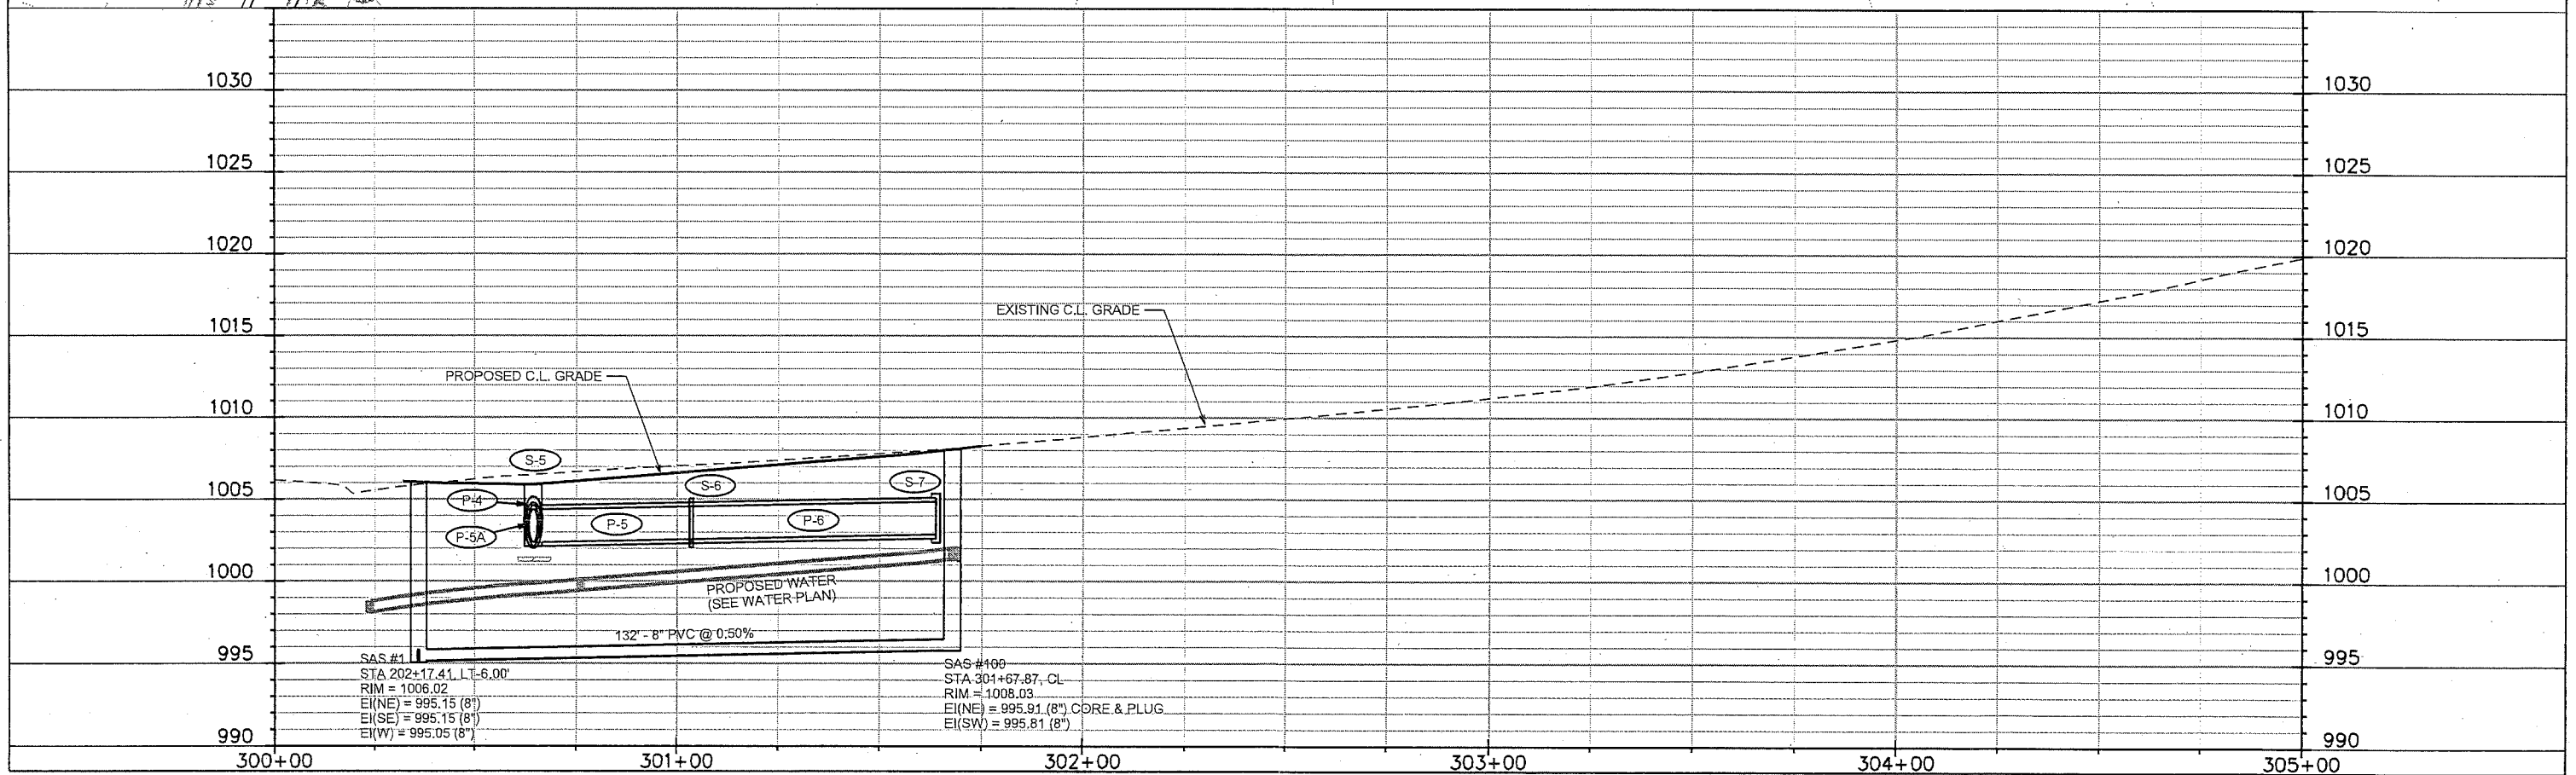 1030
1030
1025
1025
1020
1020
EXISTING C.L. GRADE
1015
1015
PROPOSED C.L. GRADE
1010
1010
S-5
1005
P-4
S-6
S-7
1005
P-5A
P-5
P-6
1000
PROPOSED WATER
(SEE WATER PLAN)
1000
132' - 8" PVC @ 0.50%
995
995
SAS #1
STA 202+17.41, LT-6.00'
RIM = 1006.02
EI(NE) = 995.15 (8")
EI(SE) = 995.15 (8")
EI(W) = 995.05 (8")
SAS #100
STA 301+67.87, CL
RIM = 1008.03
EI(NE) = 995.91 (8") CORE & PLUG
EI(SW) = 995.81 (8")
990
990
300+00
301+00
302+00
303+00
304+00
305+00